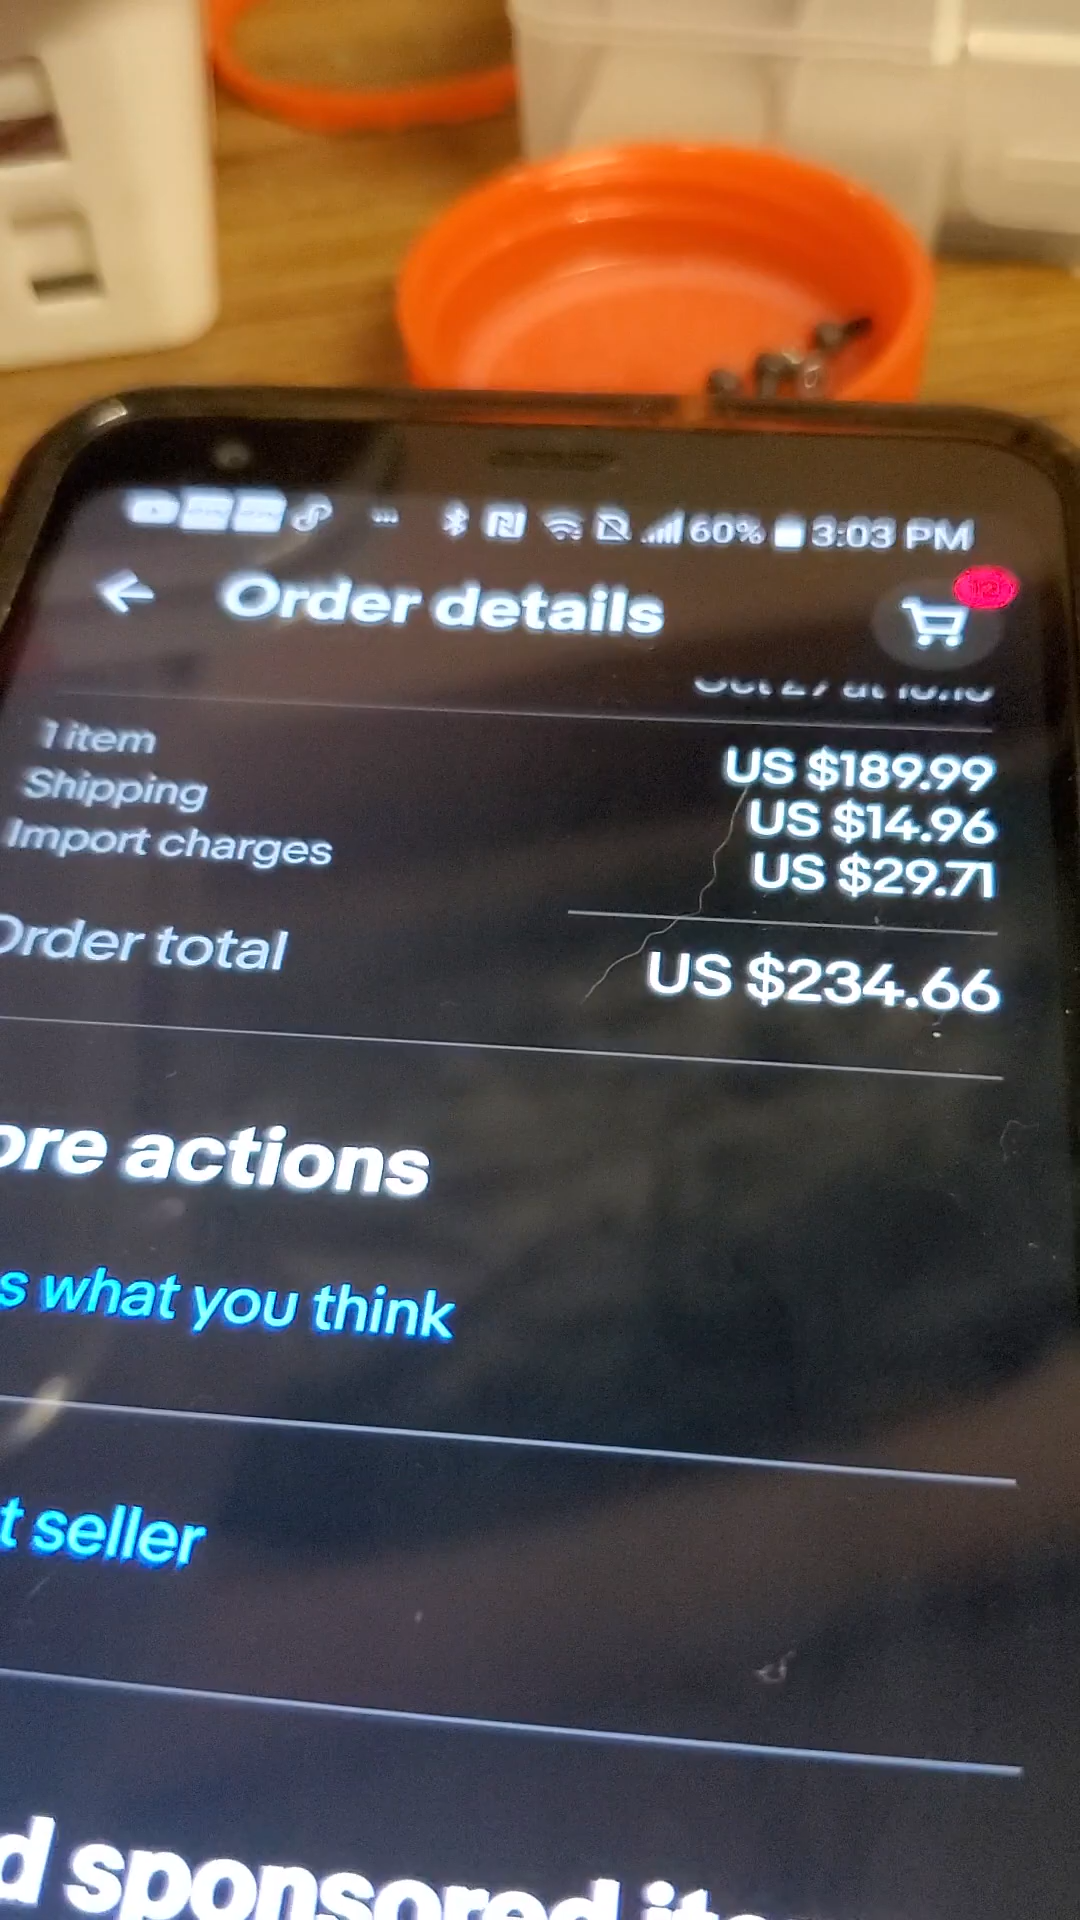 60% 3:03 PM
Order details
1 item US $189.99
Shipping US $14.96
Import charges US $29.71
Order total US $234.66
ore actions
s what you think
t seller
d sponsored